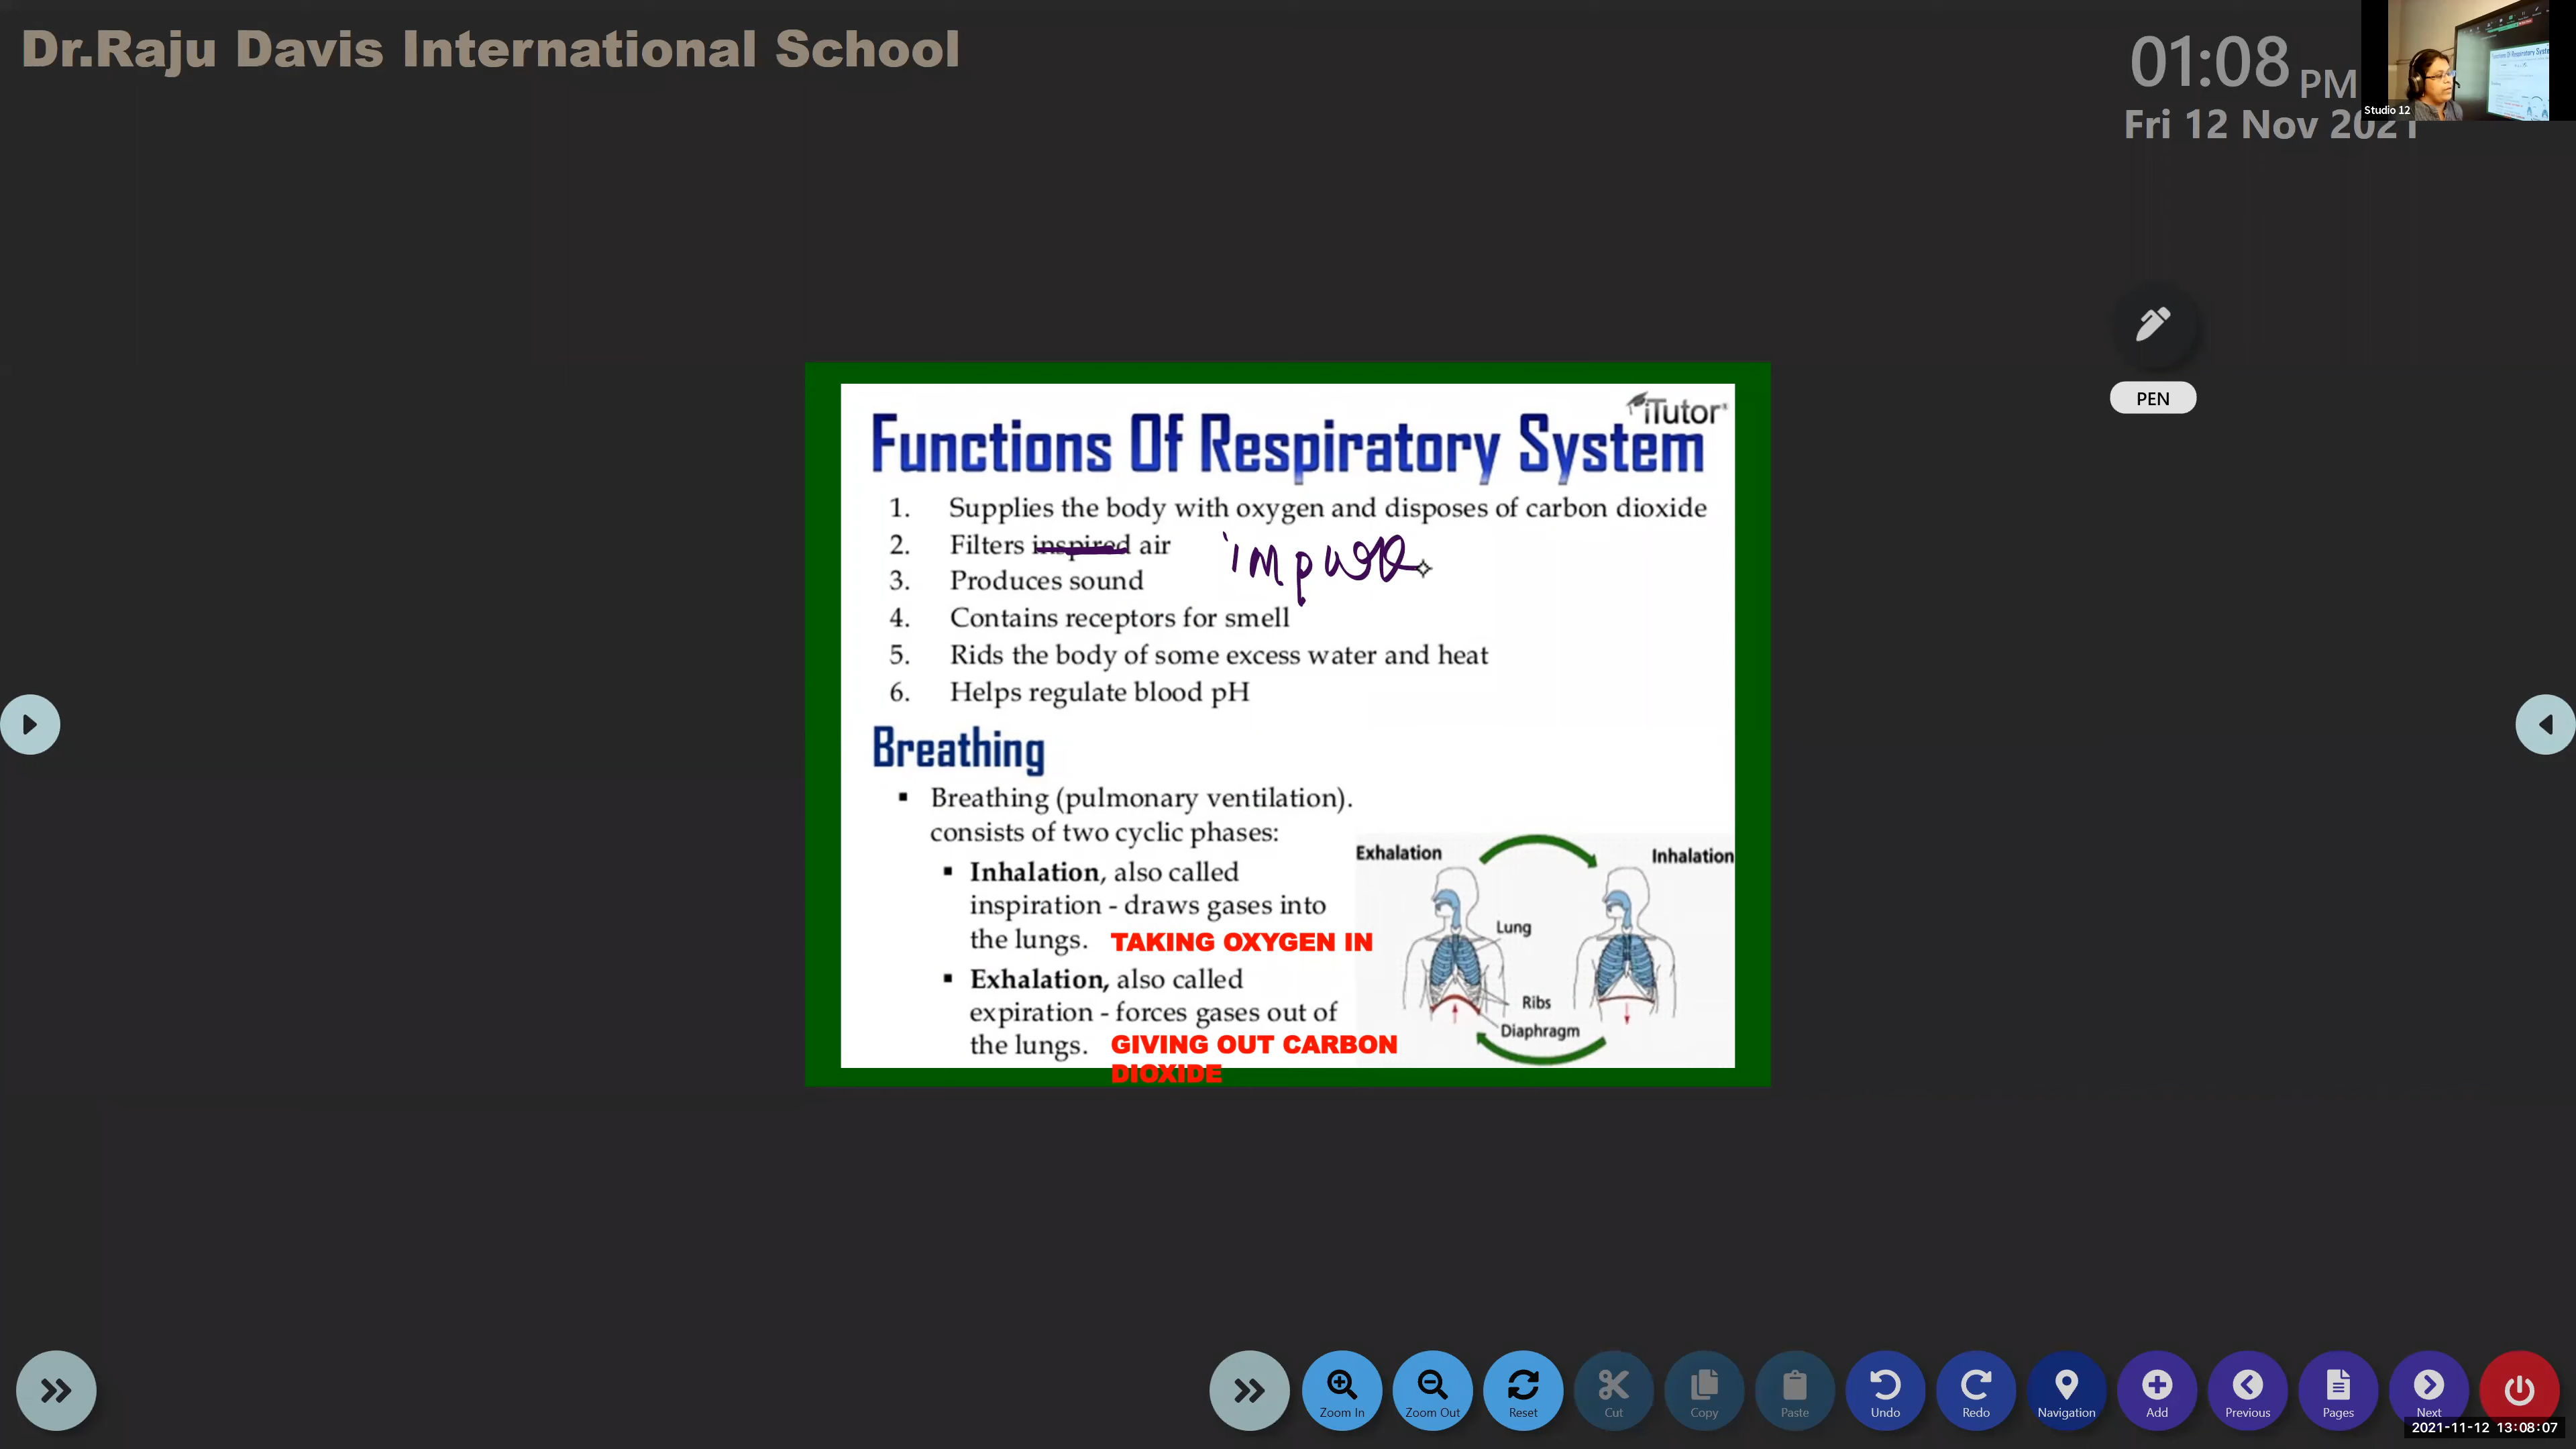 Dr.Raju Davis International School
01:08 PM
Fri 12 Nov 2021
Studio 12
PEN
iTutor
Functions Of Respiratory System
1. Supplies the body with oxygen and disposes of carbon dioxide
2. Filters inspired air
impure
3. Produces sound
4. Contains receptors for smell
5. Rids the body of some excess water and heat
6. Helps regulate blood pH
Breathing
▪ Breathing (pulmonary ventilation).
consists of two cyclic phases:
▪ Inhalation, also called
inspiration - draws gases into
the lungs. TAKING OXYGEN IN
▪ Exhalation, also called
expiration - forces gases out of
the lungs. GIVING OUT CARBON
DIOXIDE
Exhalation
Inhalation
Lung
Ribs
Diaphragm
Zoom In
Zoom Out
Reset
Cut
Copy
Paste
Undo
Redo
Navigation
Add
Previous
Pages
Next
2021-11-12 13:08:07